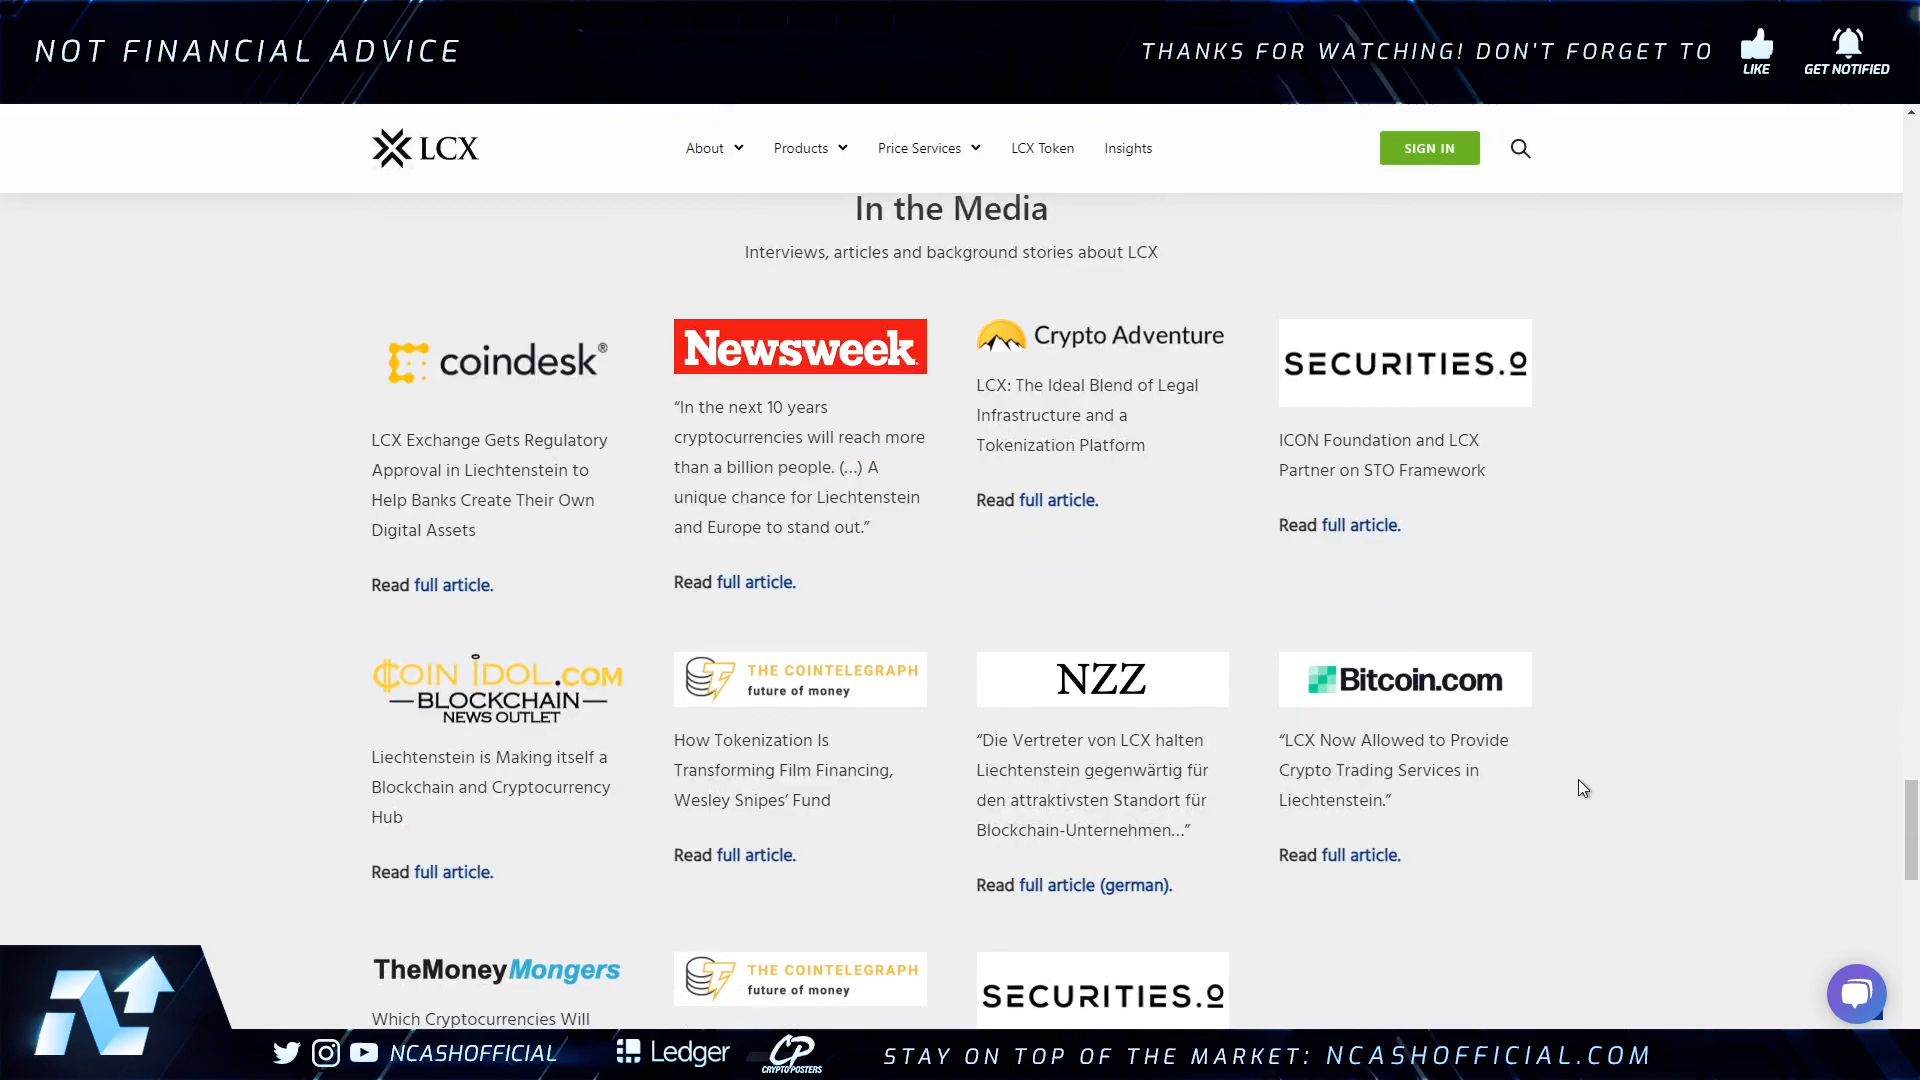 NOT FINANCIAL ADVICE
THANKS FOR WATCHING! DON'T FORGET TO
LIKE
GET NOTIFIED
LCX
About
Products
Price Services
LCX Token
Insights
SIGN IN
In the Media
Interviews, articles and background stories about LCX
coindesk®
LCX Exchange Gets Regulatory
Approval in Liechtenstein to
Help Banks Create Their Own
Digital Assets
Read full article.
Newsweek
“In the next 10 years
cryptocurrencies will reach more
than a billion people. (...) A
unique chance for Liechtenstein
and Europe to stand out.”
Read full article.
Crypto Adventure
LCX: The Ideal Blend of Legal
Infrastructure and a
Tokenization Platform
Read full article.
SECURITIES.IO
ICON Foundation and LCX
Partner on STO Framework
Read full article.
COIN IDOL.COM
BLOCKCHAIN
NEWS OUTLET
Liechtenstein is Making itself a
Blockchain and Cryptocurrency
Hub
Read full article.
THE COINTELEGRAPH
future of money
How Tokenization Is
Transforming Film Financing,
Wesley Snipes’ Fund
Read full article.
NZZ
“Die Vertreter von LCX halten
Liechtenstein gegenwärtig für
den attraktivsten Standort für
Blockchain-Unternehmen...”
Read full article (german).
Bitcoin.com
“LCX Now Allowed to Provide
Crypto Trading Services in
Liechtenstein.”
Read full article.
TheMoneyMongers
Which Cryptocurrencies Will
THE COINTELEGRAPH
future of money
SECURITIES.IO
NCASHOFFICIAL
Ledger
CP
CRYPTOPOSTERS
STAY ON TOP OF THE MARKET: NCASHOFFICIAL.COM